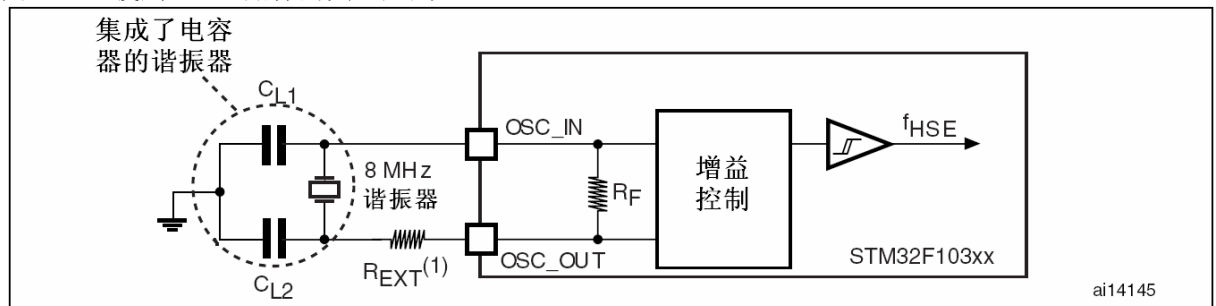 集成了电容
器的谐振器
CL1
OSC_IN
fHSE
8 MHz
谐振器
RF
增益
控制
REXT(1)
OSC_OUT
STM32F103xx
CL2
ai14145